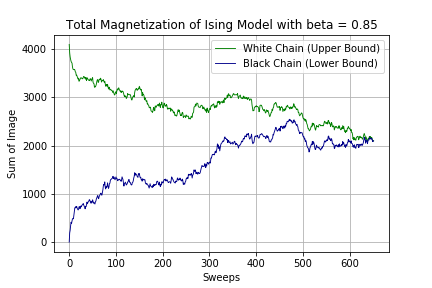 Total Magnetization of Ising Model with beta = 0.85
White Chain (Upper Bound)
Black Chain (Lower Bound)
4000
3000
2000
1000
0
Sum of Image
0 100 200 300 400 500 600
Sweeps